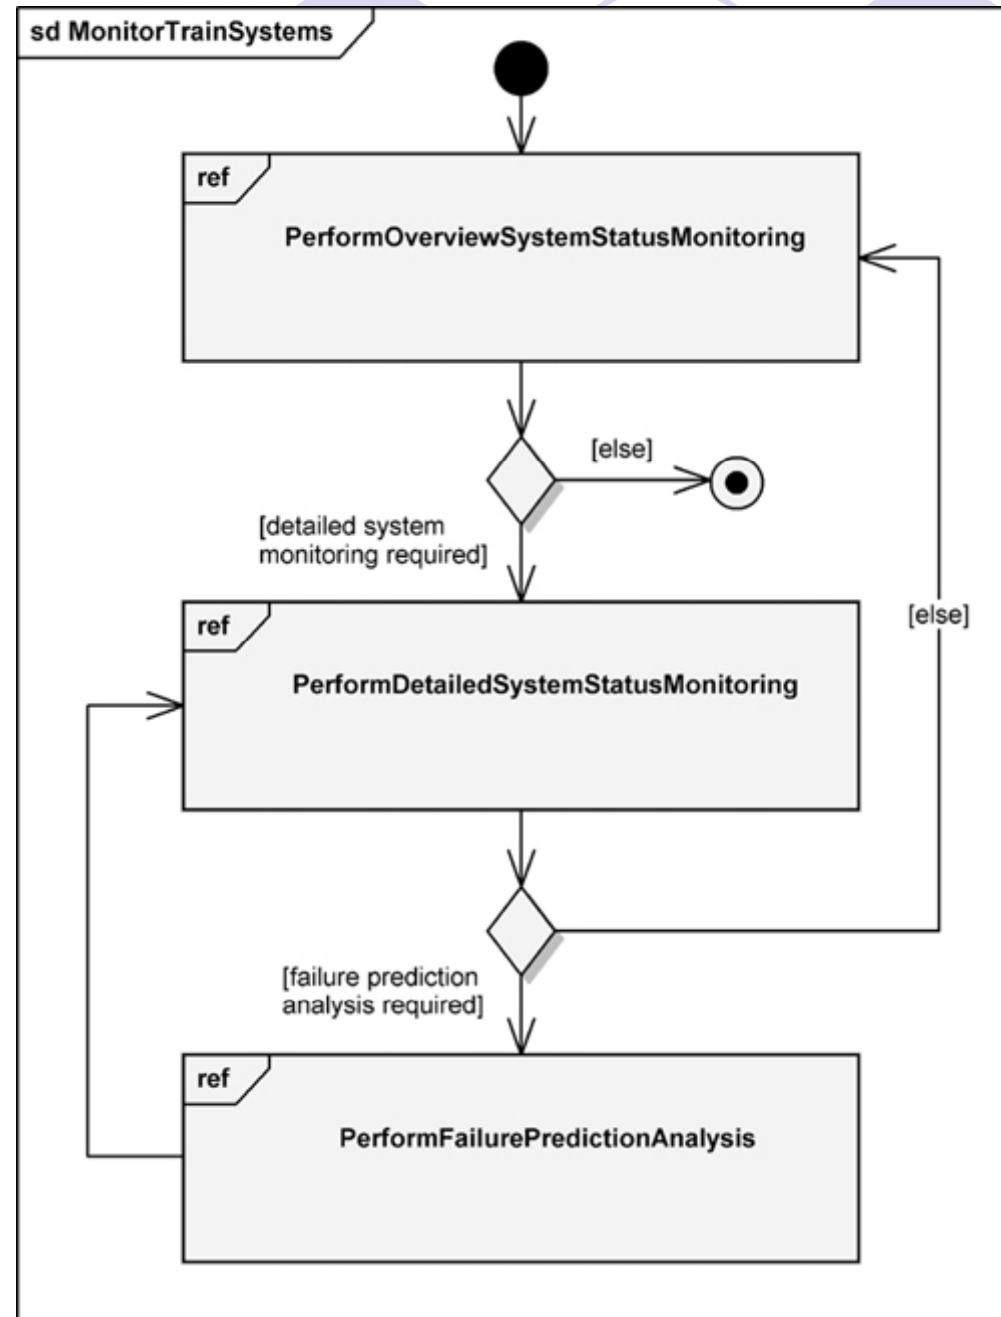 sd MonitorTrainSystems
ref
PerformOverviewSystemStatusMonitoring
[else]
[detailed system
monitoring required]
[else]
ref
PerformDetailedSystemStatusMonitoring
[failure prediction
analysis required]
ref
PerformFailurePredictionAnalysis